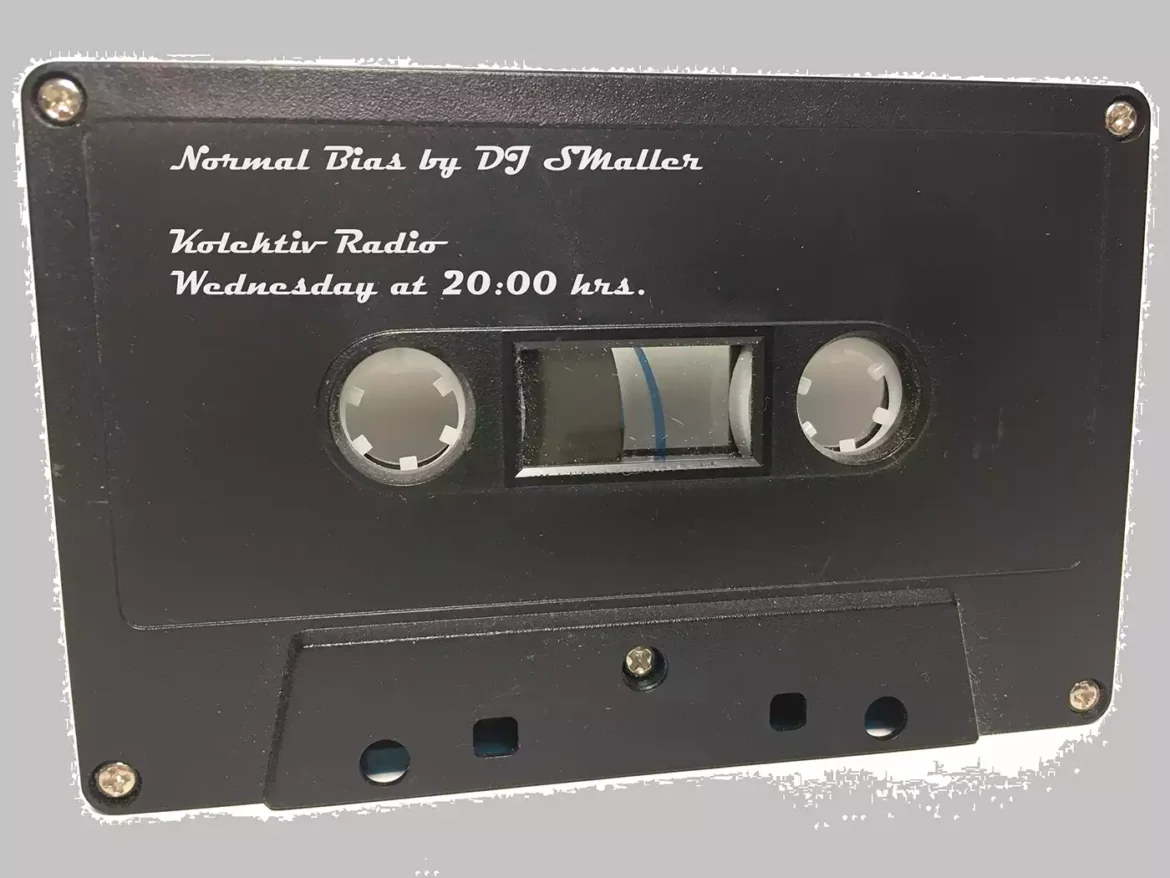 Normal Bias by DJ SMaller
Kolektiv Radio
Wednesday at 20:00 hrs.